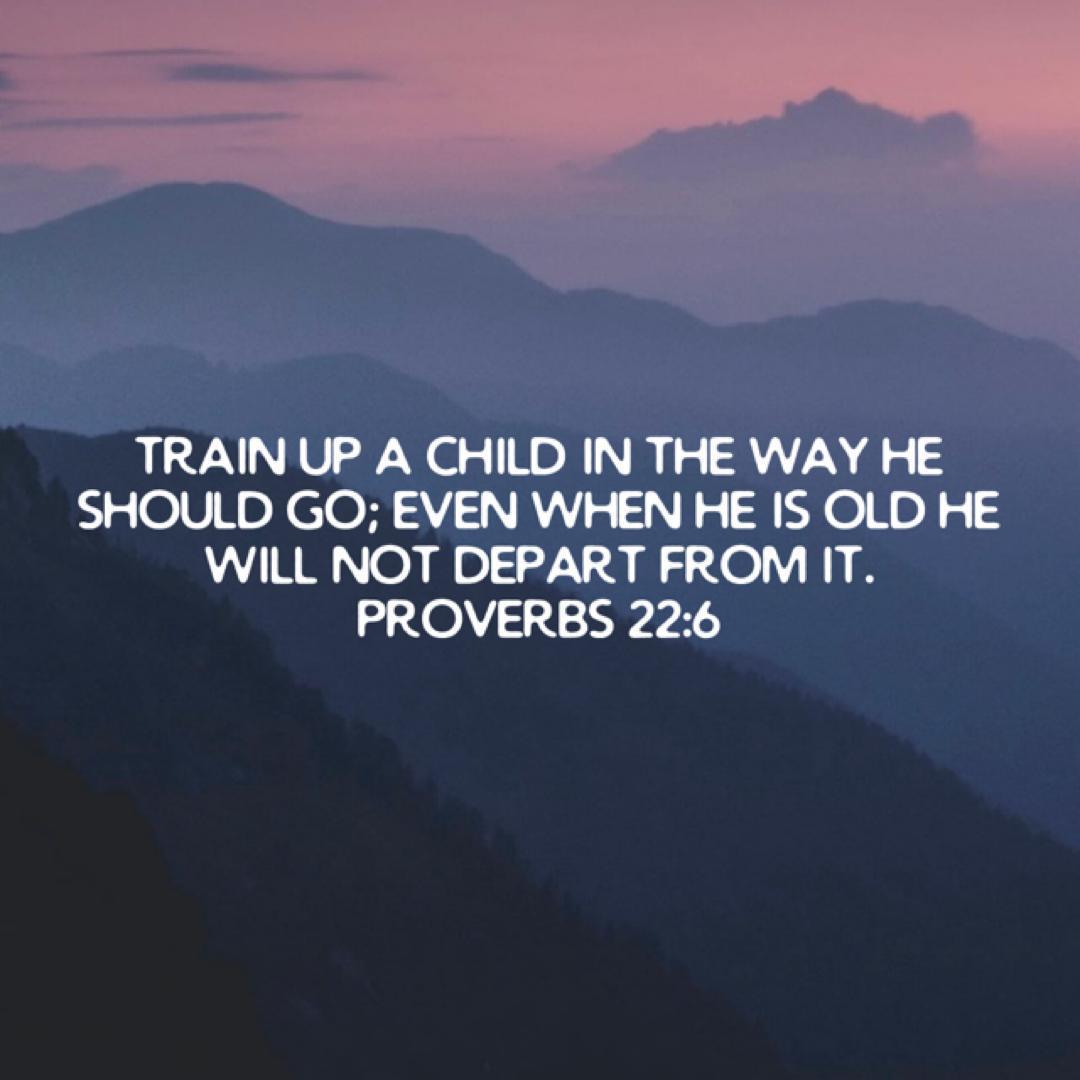 TRAIN UP A CHILD IN THE WAY HE
SHOULD GO; EVEN WHEN HE IS OLD HE
WILL NOT DEPART FROM IT.
PROVERBS 22:6